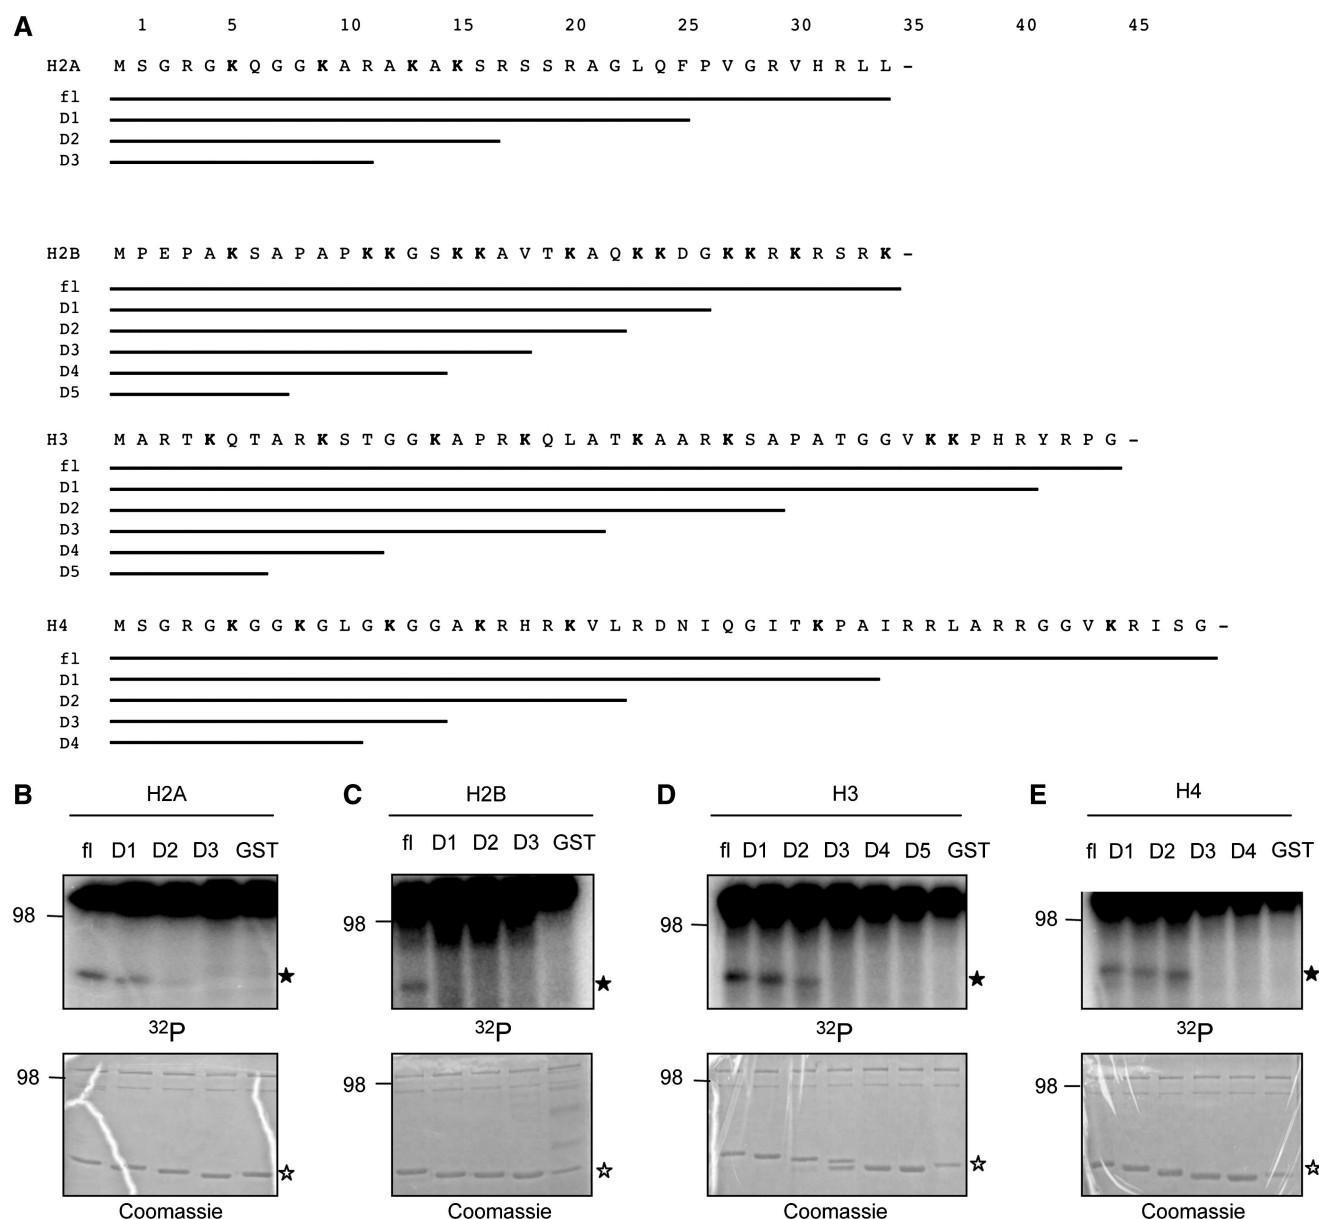 A 1 5 10 15 20 25 30 35 40 45
H2A M S G R G K Q G G K A R A K A K S R S S R A G L Q F P V G R V H R L L –
fl
D1
D2
D3
H2B M P E P A K S A P A P K K G S K K A V T K A Q K K D G K K R K R S R K –
fl
D1
D2
D3
D4
D5
H3 M A R T K Q T A R K S T G G K A P R K Q L A T K A A R K S A P A T G G V K K P H R Y R P G –
fl
D1
D2
D3
D4
D5
H4 M S G R G K G G K G L G K G G A K R H R K V L R D N I Q G I T K P A I R R L A R R G G V K R I S G –
fl
D1
D2
D3
D4
B H2A
fl D1 D2 D3 GST
98
★
32P
98
☆
Coomassie
C H2B
fl D1 D2 D3 GST
98
★
32P
98
☆
Coomassie
D H3
fl D1 D2 D3 D4 D5 GST
98
★
32P
98
☆
Coomassie
E H4
fl D1 D2 D3 D4 GST
98
★
32P
98
☆
Coomassie